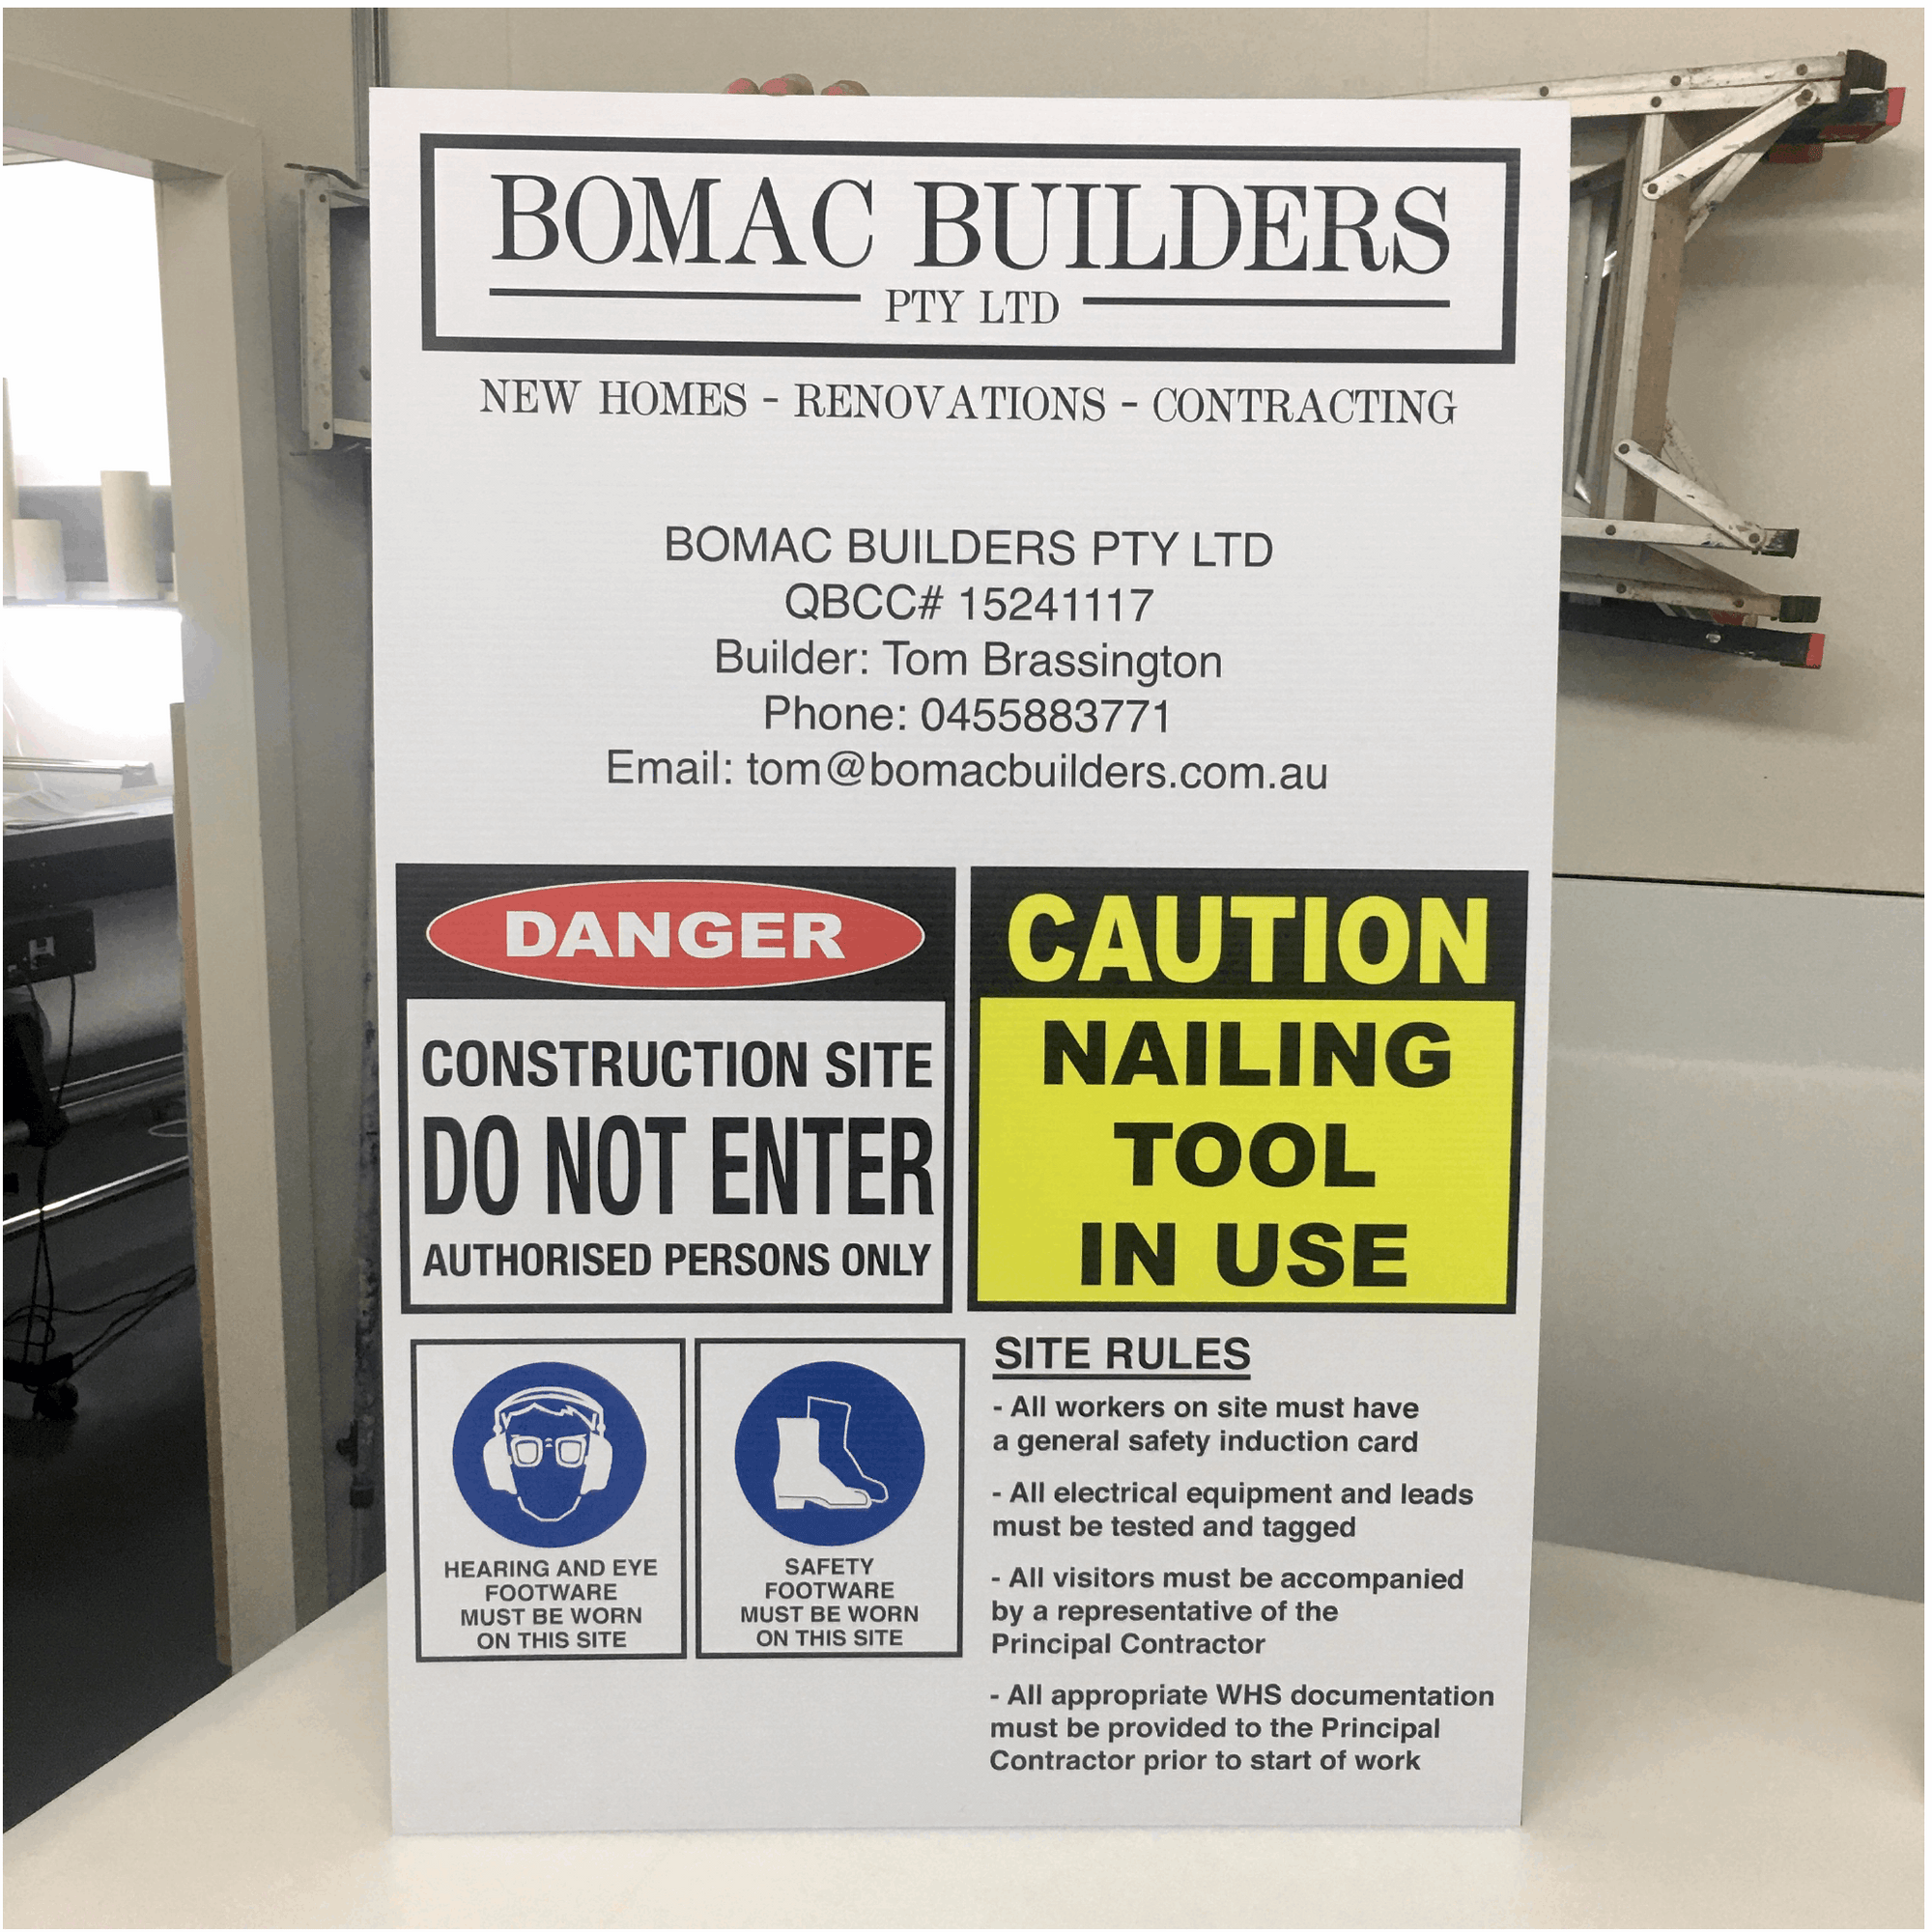 BOMAC BUILDERS
PTY LTD
NEW HOMES - RENOVATIONS - CONTRACTING
BOMAC BUILDERS PTY LTD
QBCC# 15241117
Builder: Tom Brassington
Phone: 0455883771
Email: tom@bomacbuilders.com.au
DANGER
CONSTRUCTION SITE
DO NOT ENTER
AUTHORISED PERSONS ONLY
CAUTION
NAILING
TOOL
IN USE
HEARING AND EYE
FOOTWARE
MUST BE WORN
ON THIS SITE
SAFETY
FOOTWARE
MUST BE WORN
ON THIS SITE
SITE RULES
- All workers on site must have
a general safety induction card
- All electrical equipment and leads
must be tested and tagged
- All visitors must be accompanied
by a representative of the
Principal Contractor
- All appropriate WHS documentation
must be provided to the Principal
Contractor prior to start of work